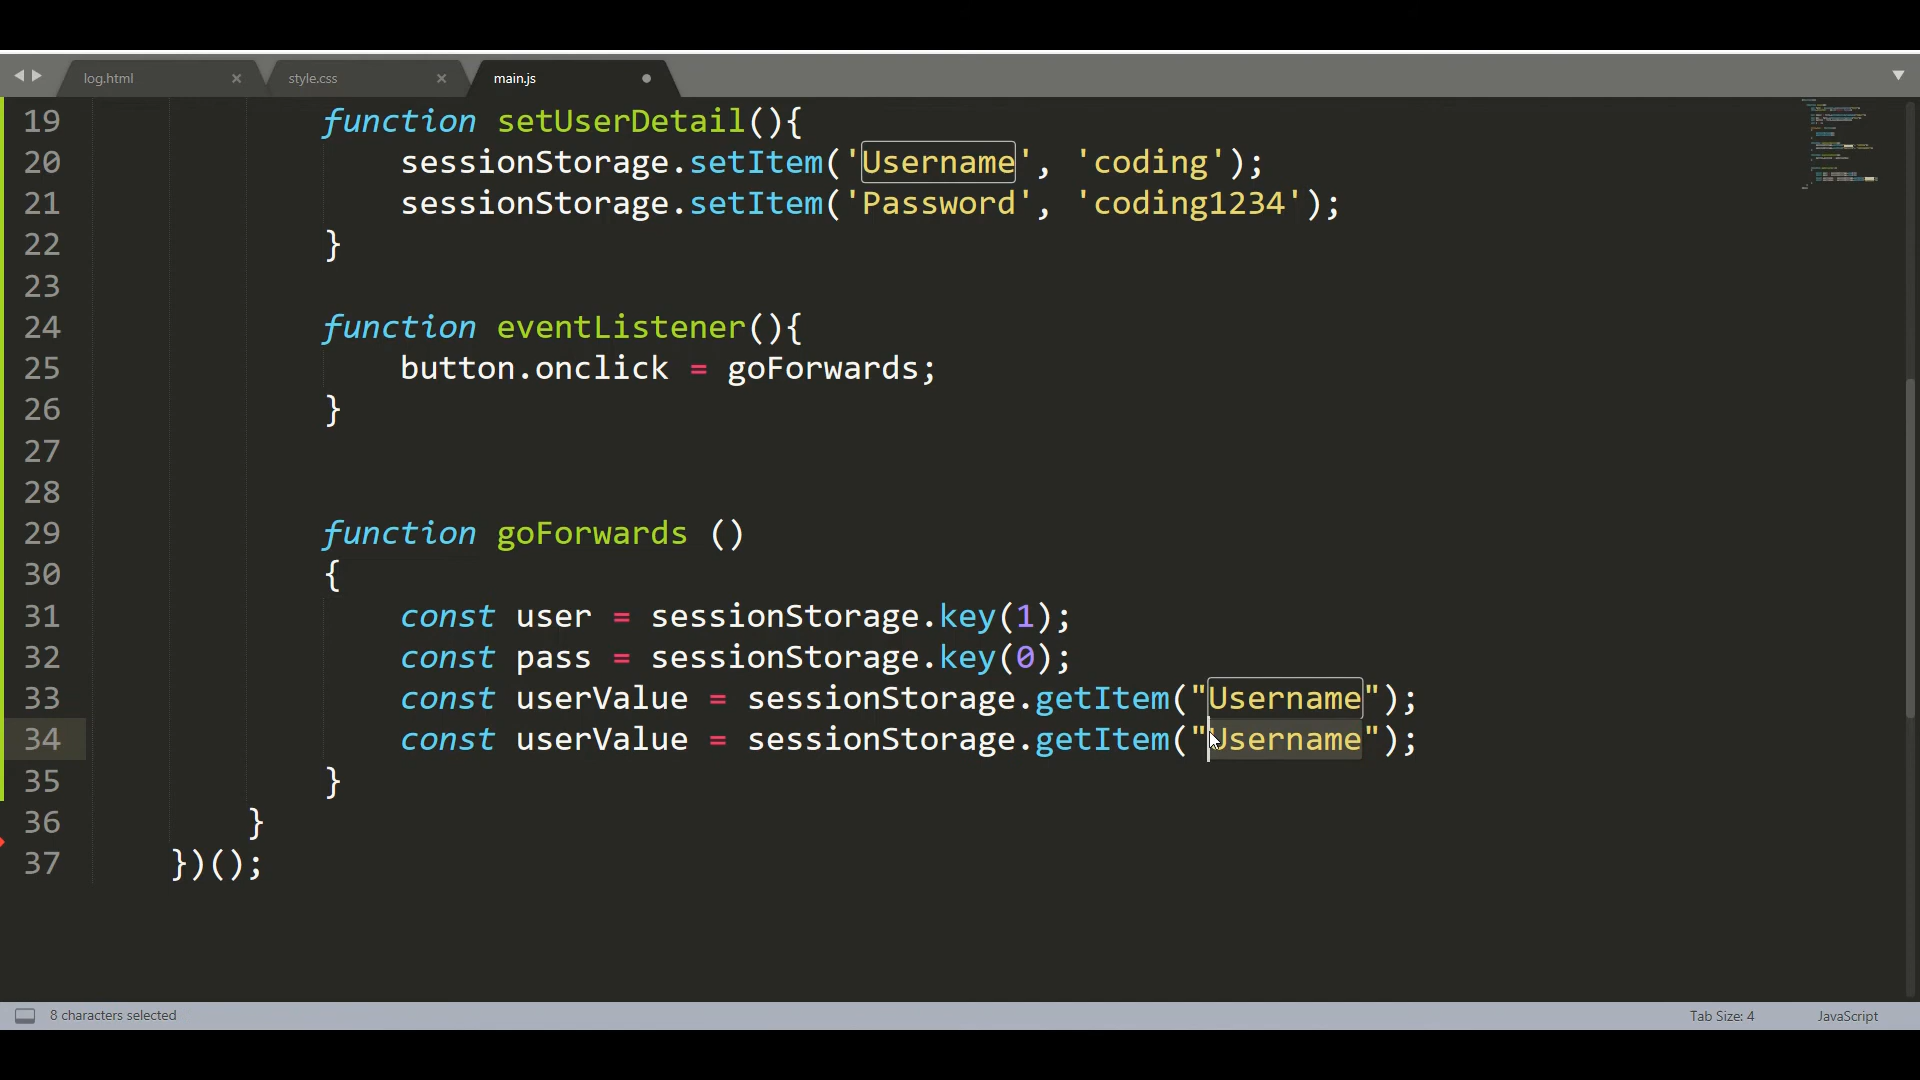 log.html
style.css
main.js
19 function setUserDetail(){
20 sessionStorage.setItem('Username', 'coding');
21 sessionStorage.setItem('Password', 'coding1234');
22 }
23
24 function eventListener(){
25 button.onclick = goForwards;
26 }
27
28
29 function goForwards ()
30 {
31 const user = sessionStorage.key(1);
32 const pass = sessionStorage.key(0);
33 const userValue = sessionStorage.getItem("Username");
34 const userValue = sessionStorage.getItem("Username");
35 }
36 }
37 })();
8 characters selected
Tab Size: 4
JavaScript